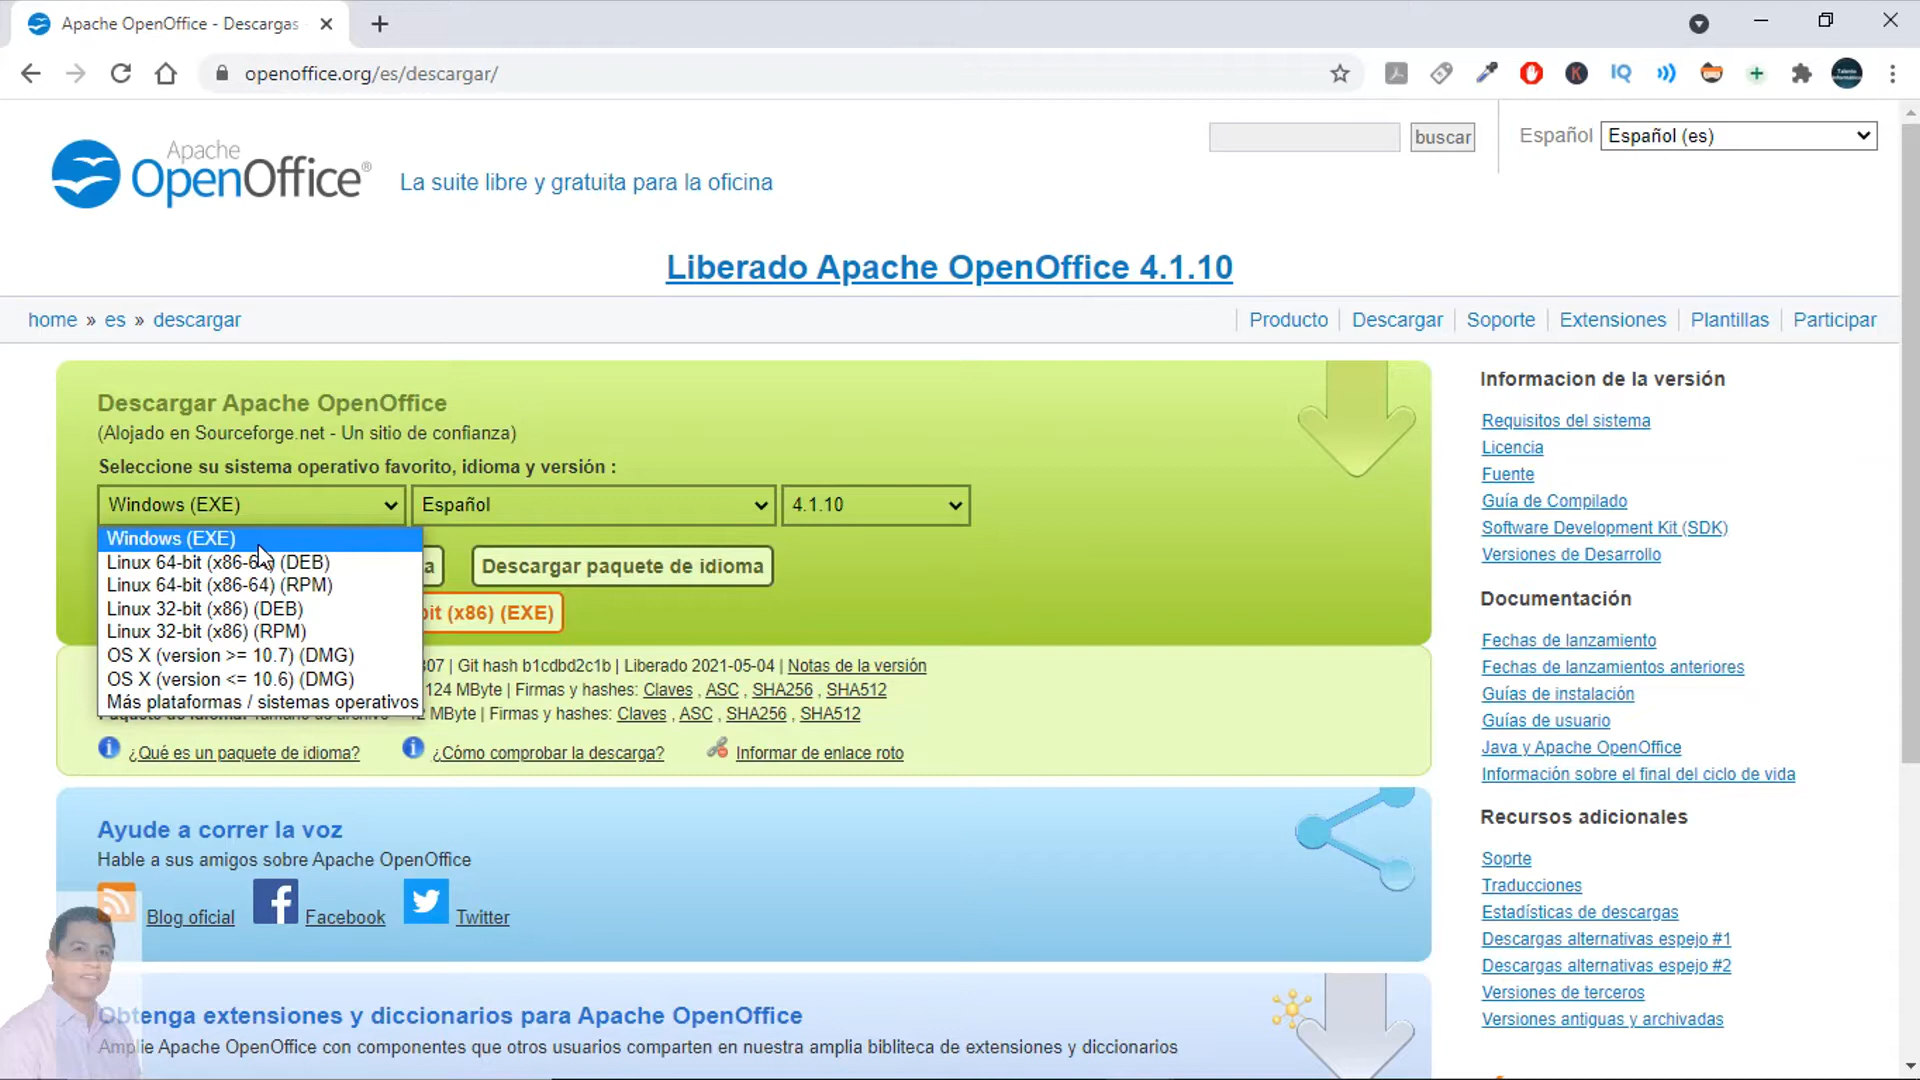 Apache OpenOffice - Descargas
openoffice.org/es/descargar/
Apache
OpenOffice®
La suite libre y gratuita para la oficina
buscar
Español
Español (es)
Liberado Apache OpenOffice 4.1.10
home » es » descargar
Producto
Descargar
Soporte
Extensiones
Plantillas
Participar
Descargar Apache OpenOffice
(Alojado en Sourceforge.net - Un sitio de confianza)
Seleccione su sistema operativo favorito, idioma y versión :
Windows (EXE)
Español
4.1.10
Windows (EXE)
Linux 64-bit (x86-64) (DEB)
Linux 64-bit (x86-64) (RPM)
Linux 32-bit (x86) (DEB)
Linux 32-bit (x86) (RPM)
OS X (version >= 10.7) (DMG)
OS X (version <= 10.6) (DMG)
Más plataformas / sistemas operativos
a
Descargar paquete de idioma
bit (x86) (EXE)
807 | Git hash b1cdbd2c1b | Liberado 2021-05-04 | Notas de la versión
124 MByte | Firmas y hashes: Claves , ASC , SHA256 , SHA512
MByte | Firmas y hashes: Claves , ASC , SHA256 , SHA512
¿Qué es un paquete de idioma?
¿Cómo comprobar la descarga?
Informar de enlace roto
Ayude a correr la voz
Hable a sus amigos sobre Apache OpenOffice
Blog oficial
Facebook
Twitter
Obtenga extensiones y diccionarios para Apache OpenOffice
Amplie Apache OpenOffice con componentes que otros usuarios comparten en nuestra amplia bibliteca de extensiones y diccionarios
Informacion de la versión
Requisitos del sistema
Licencia
Fuente
Guía de Compilado
Software Development Kit (SDK)
Versiones de Desarrollo
Documentación
Fechas de lanzamiento
Fechas de lanzamientos anteriores
Guías de instalación
Guías de usuario
Java y Apache OpenOffice
Información sobre el final del ciclo de vida
Recursos adicionales
Soprte
Traducciones
Estadísticas de descargas
Descargas alternativas espejo #1
Descargas alternativas espejo #2
Versiones de terceros
Versiones antiguas y archivadas